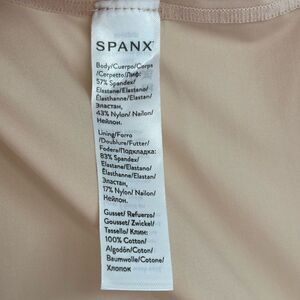 SPANX
Body/Cuerpo/Corps
/Corpetto/Лиф:
57% Spandex/
Elastane/Elastano/
Élasthanne/Elastan/
Эластан,
43% Nylon/ Nailon/
Нейлон.
Lining/Forro
/Doublure/Futter/
Fodera/Подкладка:
83% Spandex/
Elastane/Elastano/
Élasthanne/Elastan/
Эластан,
17% Nylon/ Nailon/
Нейлон.
Gusset/ Refuerzo/
Gousset/ Zwickel/
Tassello/ Клин:
100% Cotton/
Algodón/Coton/
Baumwolle/Cotone/
Хлопок